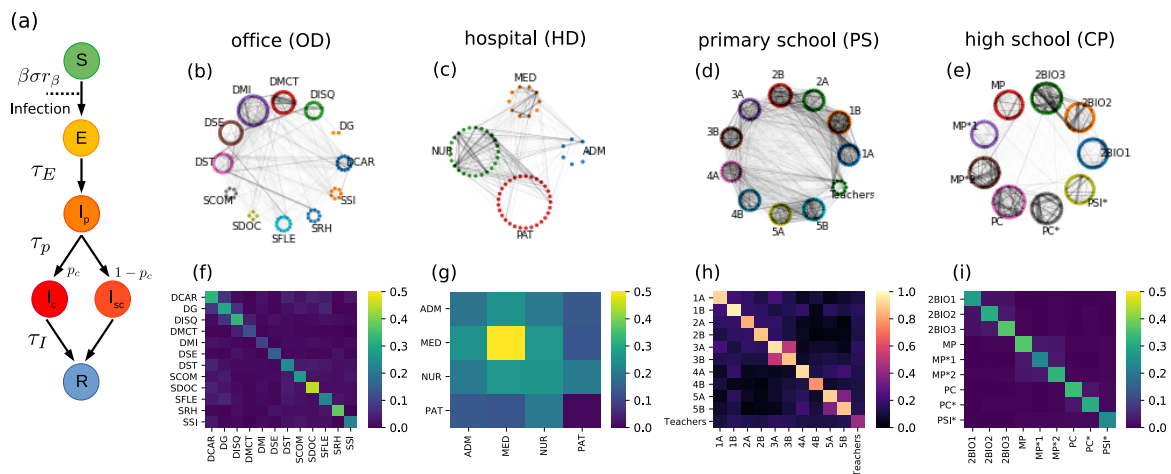 (a)
S
βσr_β
Infection
E
τ_E
I_p
τ_p
p_c
1 − p_c
I_c
I_sc
τ_I
R
office (OD)
hospital (HD)
primary school (PS)
high school (CP)
(b)
DMCT
DMI
DISQ
DSE
DG
DST
DCAR
SCOM
SSI
SDOC
SRH
SFLE
(c)
MED
NUR
ADM
PAT
(d)
2B
2A
3A
1B
3B
1A
4A
Teachers
4B
5B
5A
(e)
2BIO3
MP
2BIO2
MP*1
2BIO1
MP*2
PSI*
PC
PC*
(f)
DCAR
DG
DISQ
DMCT
DMI
DSE
DST
SCOM
SDOC
SFLE
SRH
SSI
DCAR
DG
DISQ
DMCT
DMI
DSE
DST
SCOM
SDOC
SFLE
SRH
SSI
0.5
0.4
0.3
0.2
0.1
0.0
(g)
ADM
MED
NUR
PAT
ADM
MED
NUR
PAT
0.5
0.4
0.3
0.2
0.1
0.0
(h)
1A
1B
2A
2B
3A
3B
4A
4B
5A
5B
Teachers
1A
1B
2A
2B
3A
3B
4A
4B
5A
5B
Teachers
1.0
0.8
0.6
0.4
0.2
0.0
(i)
2BIO1
2BIO2
2BIO3
MP
MP*1
MP*2
PC
PC*
PSI*
2BIO1
2BIO2
2BIO3
MP
MP*1
MP*2
PC
PC*
PSI*
0.5
0.4
0.3
0.2
0.1
0.0